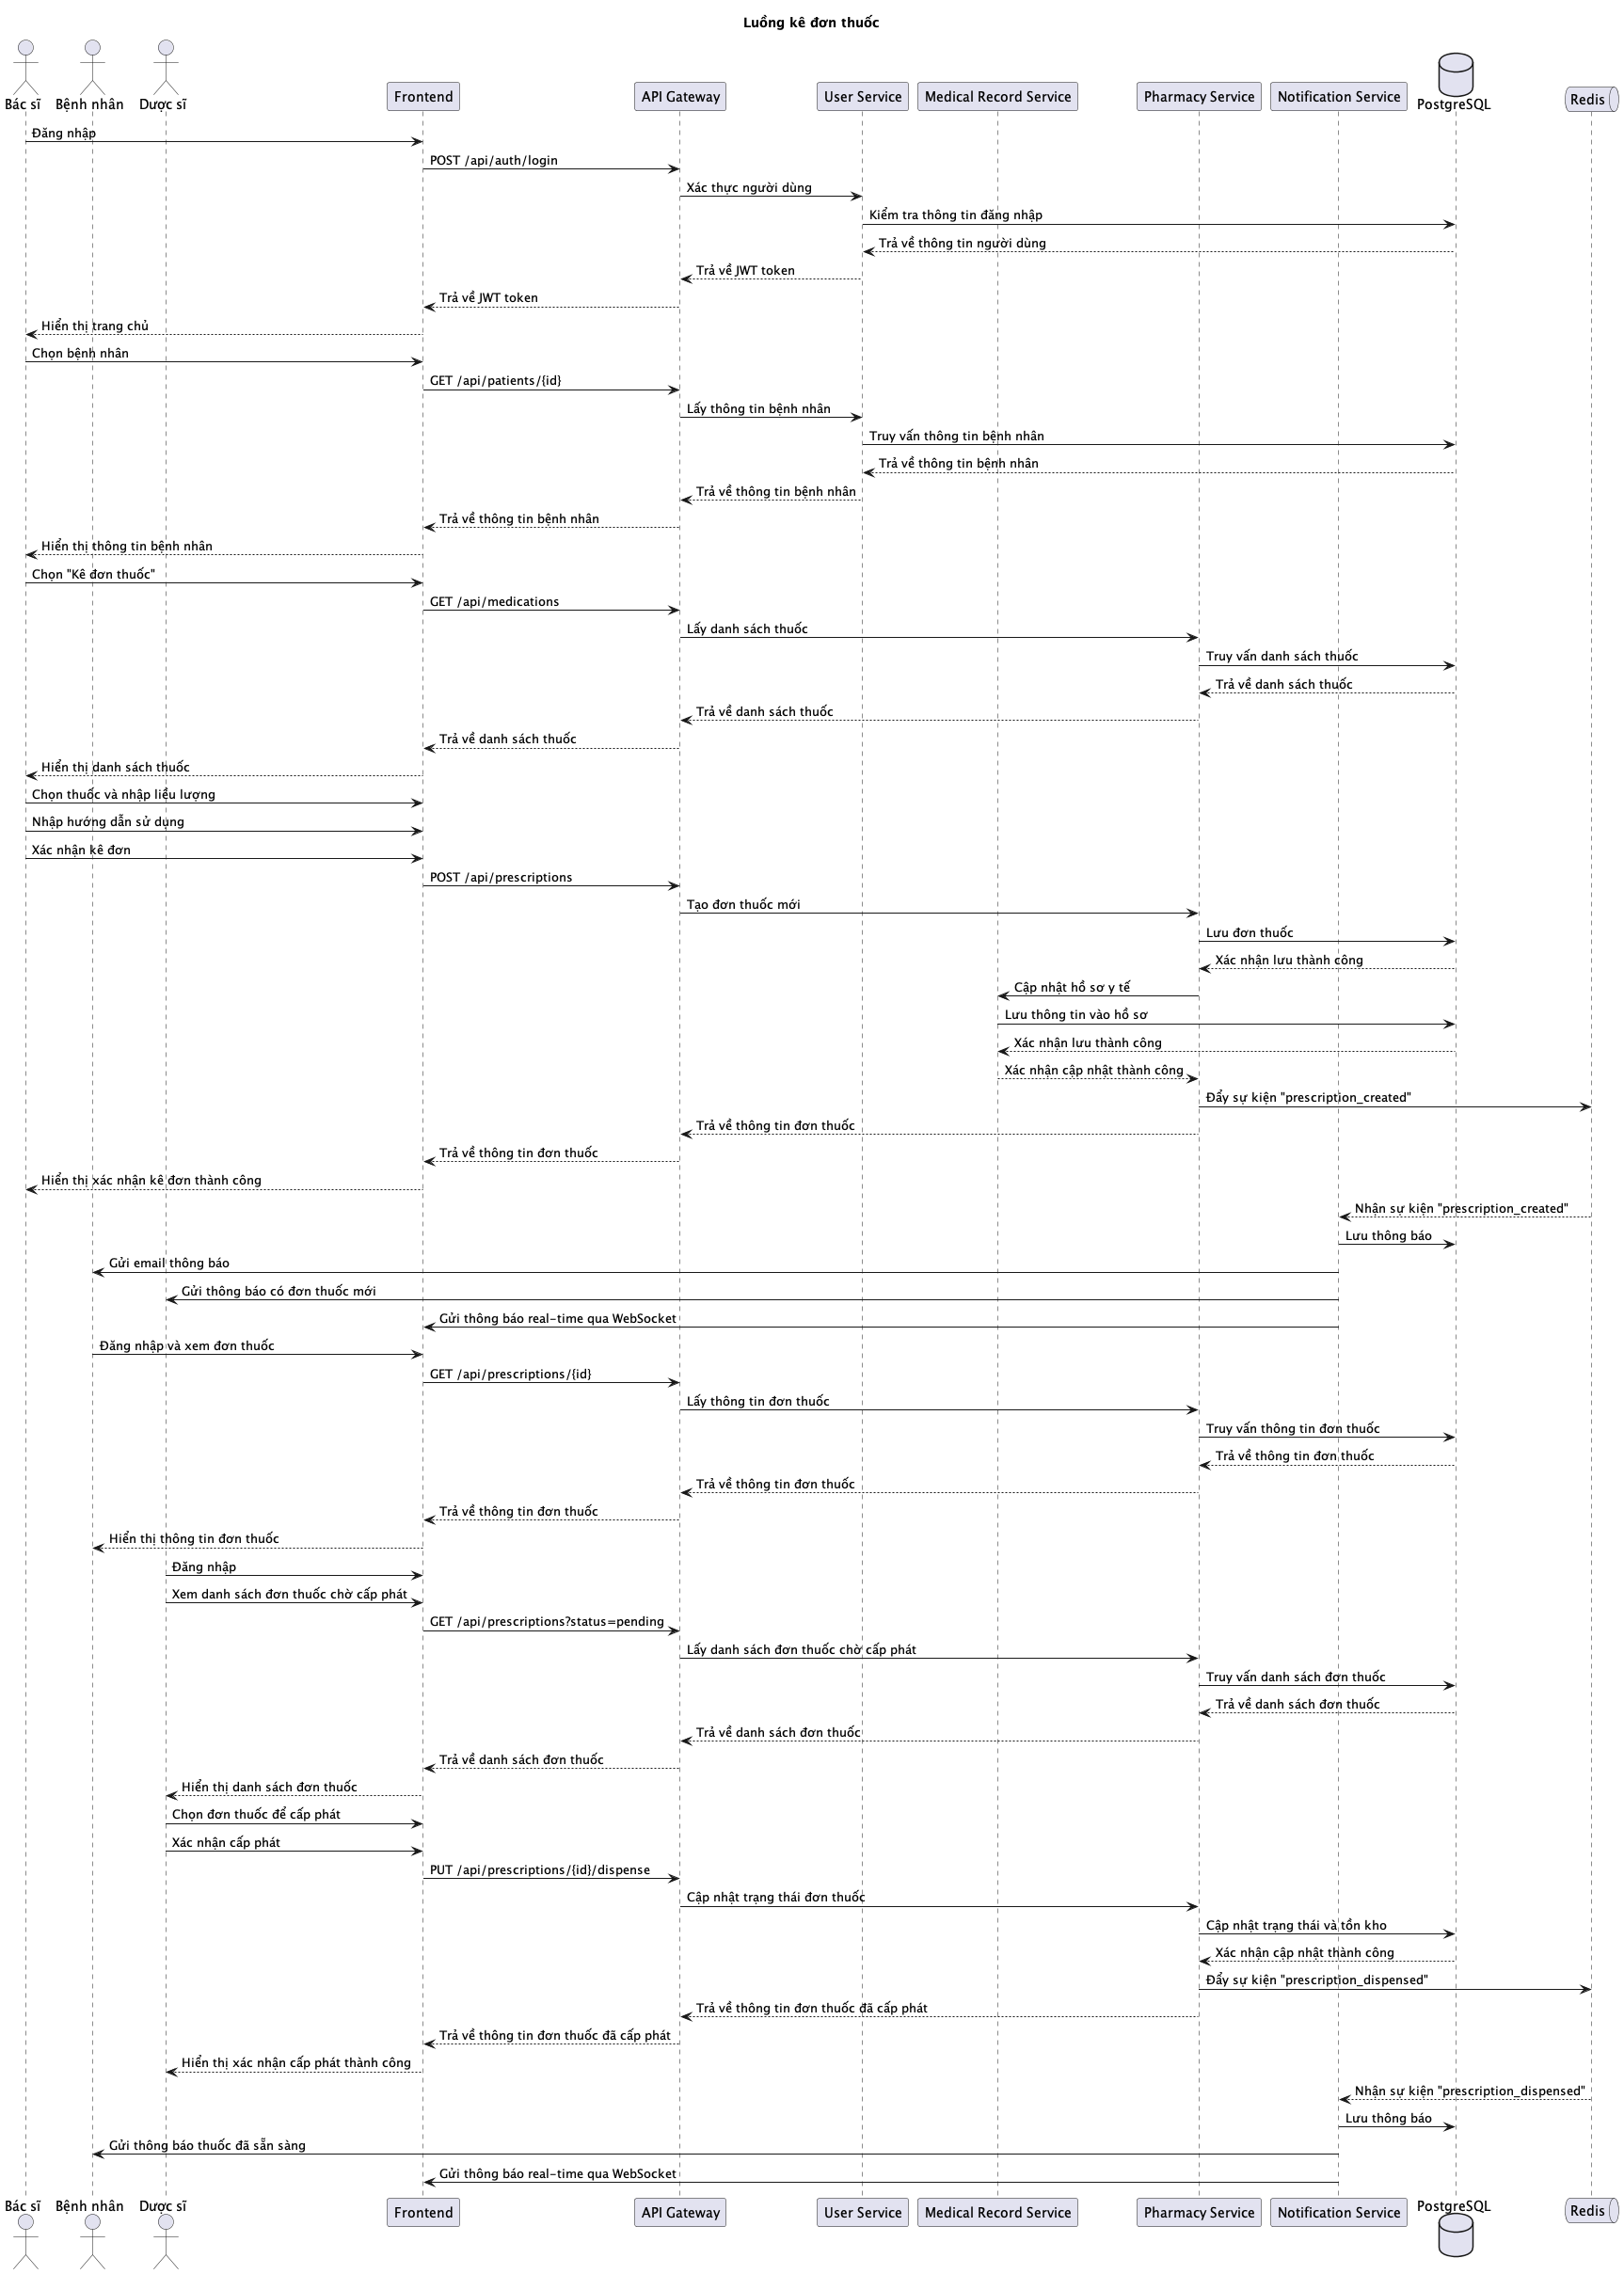 Luồng kê đơn thuốc
Bác sĩ
Bệnh nhân
Dược sĩ
Frontend
API Gateway
User Service
Medical Record Service
Pharmacy Service
Notification Service
PostgreSQL
Redis
Đăng nhập
POST /api/auth/login
Xác thực người dùng
Kiểm tra thông tin đăng nhập
Trả về thông tin người dùng
Trả về JWT token
Trả về JWT token
Hiển thị trang chủ
Chọn bệnh nhân
GET /api/patients/{id}
Lấy thông tin bệnh nhân
Truy vấn thông tin bệnh nhân
Trả về thông tin bệnh nhân
Trả về thông tin bệnh nhân
Trả về thông tin bệnh nhân
Hiển thị thông tin bệnh nhân
Chọn "Kê đơn thuốc"
GET /api/medications
Lấy danh sách thuốc
Truy vấn danh sách thuốc
Trả về danh sách thuốc
Trả về danh sách thuốc
Trả về danh sách thuốc
Hiển thị danh sách thuốc
Chọn thuốc và nhập liều lượng
Nhập hướng dẫn sử dụng
Xác nhận kê đơn
POST /api/prescriptions
Tạo đơn thuốc mới
Lưu đơn thuốc
Xác nhận lưu thành công
Cập nhật hồ sơ y tế
Lưu thông tin vào hồ sơ
Xác nhận lưu thành công
Xác nhận cập nhật thành công
Đẩy sự kiện "prescription_created"
Trả về thông tin đơn thuốc
Trả về thông tin đơn thuốc
Hiển thị xác nhận kê đơn thành công
Nhận sự kiện "prescription_created"
Lưu thông báo
Gửi email thông báo
Gửi thông báo có đơn thuốc mới
Gửi thông báo real-time qua WebSocket
Đăng nhập và xem đơn thuốc
GET /api/prescriptions/{id}
Lấy thông tin đơn thuốc
Truy vấn thông tin đơn thuốc
Trả về thông tin đơn thuốc
Trả về thông tin đơn thuốc
Trả về thông tin đơn thuốc
Hiển thị thông tin đơn thuốc
Đăng nhập
Xem danh sách đơn thuốc chờ cấp phát
GET /api/prescriptions?status=pending
Lấy danh sách đơn thuốc chờ cấp phát
Truy vấn danh sách đơn thuốc
Trả về danh sách đơn thuốc
Trả về danh sách đơn thuốc
Trả về danh sách đơn thuốc
Hiển thị danh sách đơn thuốc
Chọn đơn thuốc để cấp phát
Xác nhận cấp phát
PUT /api/prescriptions/{id}/dispense
Cập nhật trạng thái đơn thuốc
Cập nhật trạng thái và tồn kho
Xác nhận cập nhật thành công
Đẩy sự kiện "prescription_dispensed"
Trả về thông tin đơn thuốc đã cấp phát
Trả về thông tin đơn thuốc đã cấp phát
Hiển thị xác nhận cấp phát thành công
Nhận sự kiện "prescription_dispensed"
Lưu thông báo
Gửi thông báo thuốc đã sẵn sàng
Gửi thông báo real-time qua WebSocket
Bác sĩ
Bệnh nhân
Dược sĩ
Frontend
API Gateway
User Service
Medical Record Service
Pharmacy Service
Notification Service
PostgreSQL
Redis